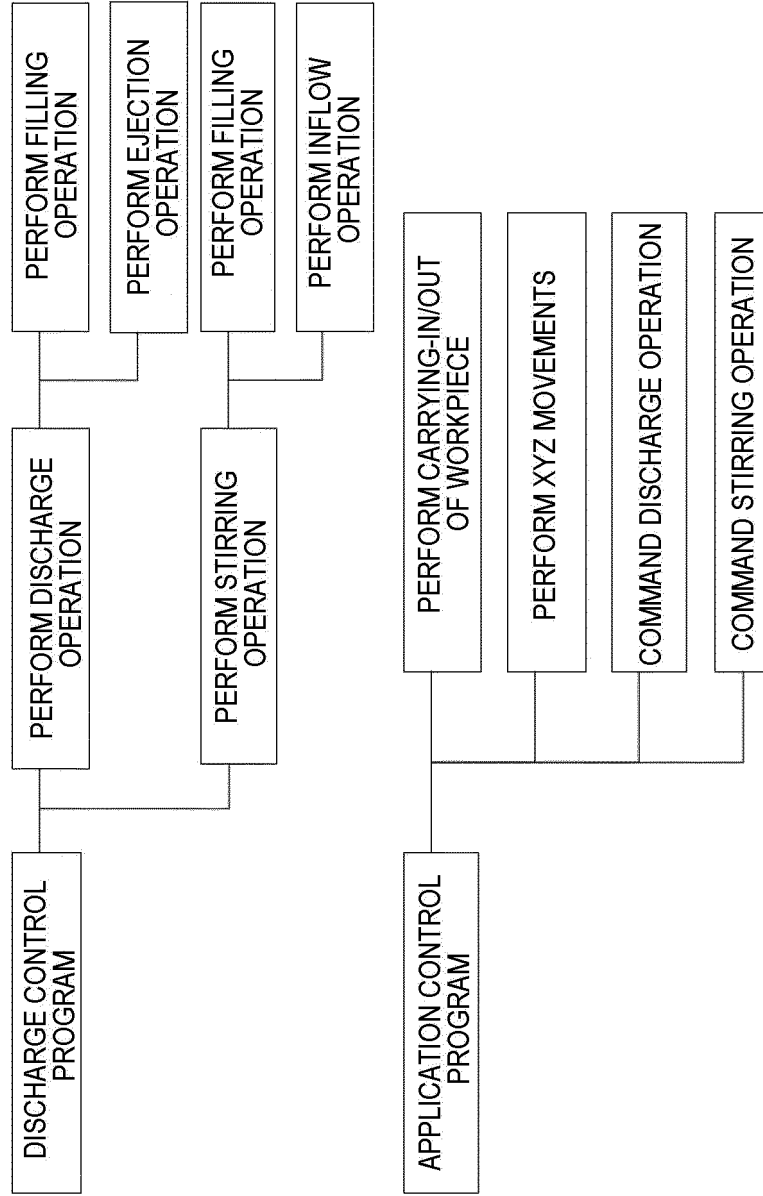 DISCHARGE CONTROL
PROGRAM
PERFORM DISCHARGE
OPERATION
PERFORM FILLING
OPERATION
PERFORM EJECTION
OPERATION
PERFORM STIRRING
OPERATION
PERFORM FILLING
OPERATION
PERFORM INFLOW
OPERATION
APPLICATION CONTROL
PROGRAM
PERFORM CARRYING-IN/OUT
OF WORKPIECE
PERFORM XYZ MOVEMENTS
COMMAND DISCHARGE OPERATION
COMMAND STIRRING OPERATION